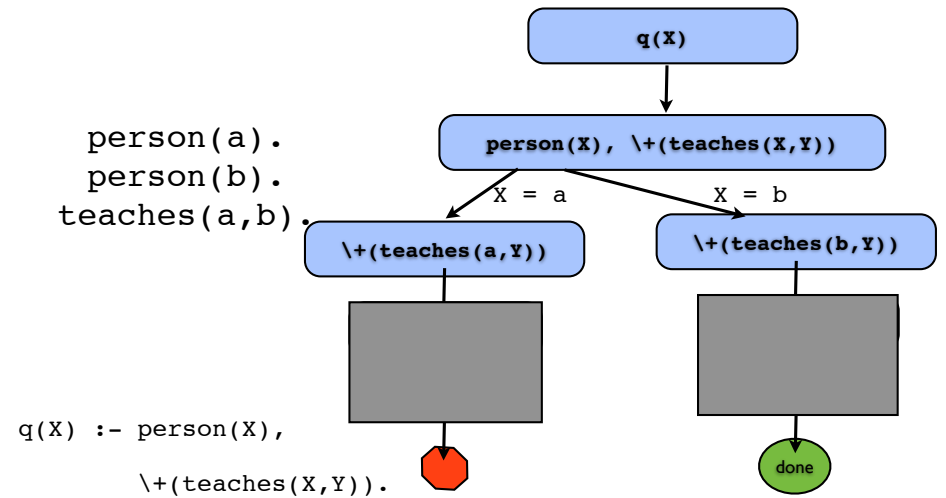 q(X)
person(a).
person(b).
teaches(a,b).
person(X), \+(teaches(X,Y))
X = a
X = b
\+(teaches(a,Y))
\+(teaches(b,Y))
q(X) :- person(X),
\+(teaches(X,Y)).
done